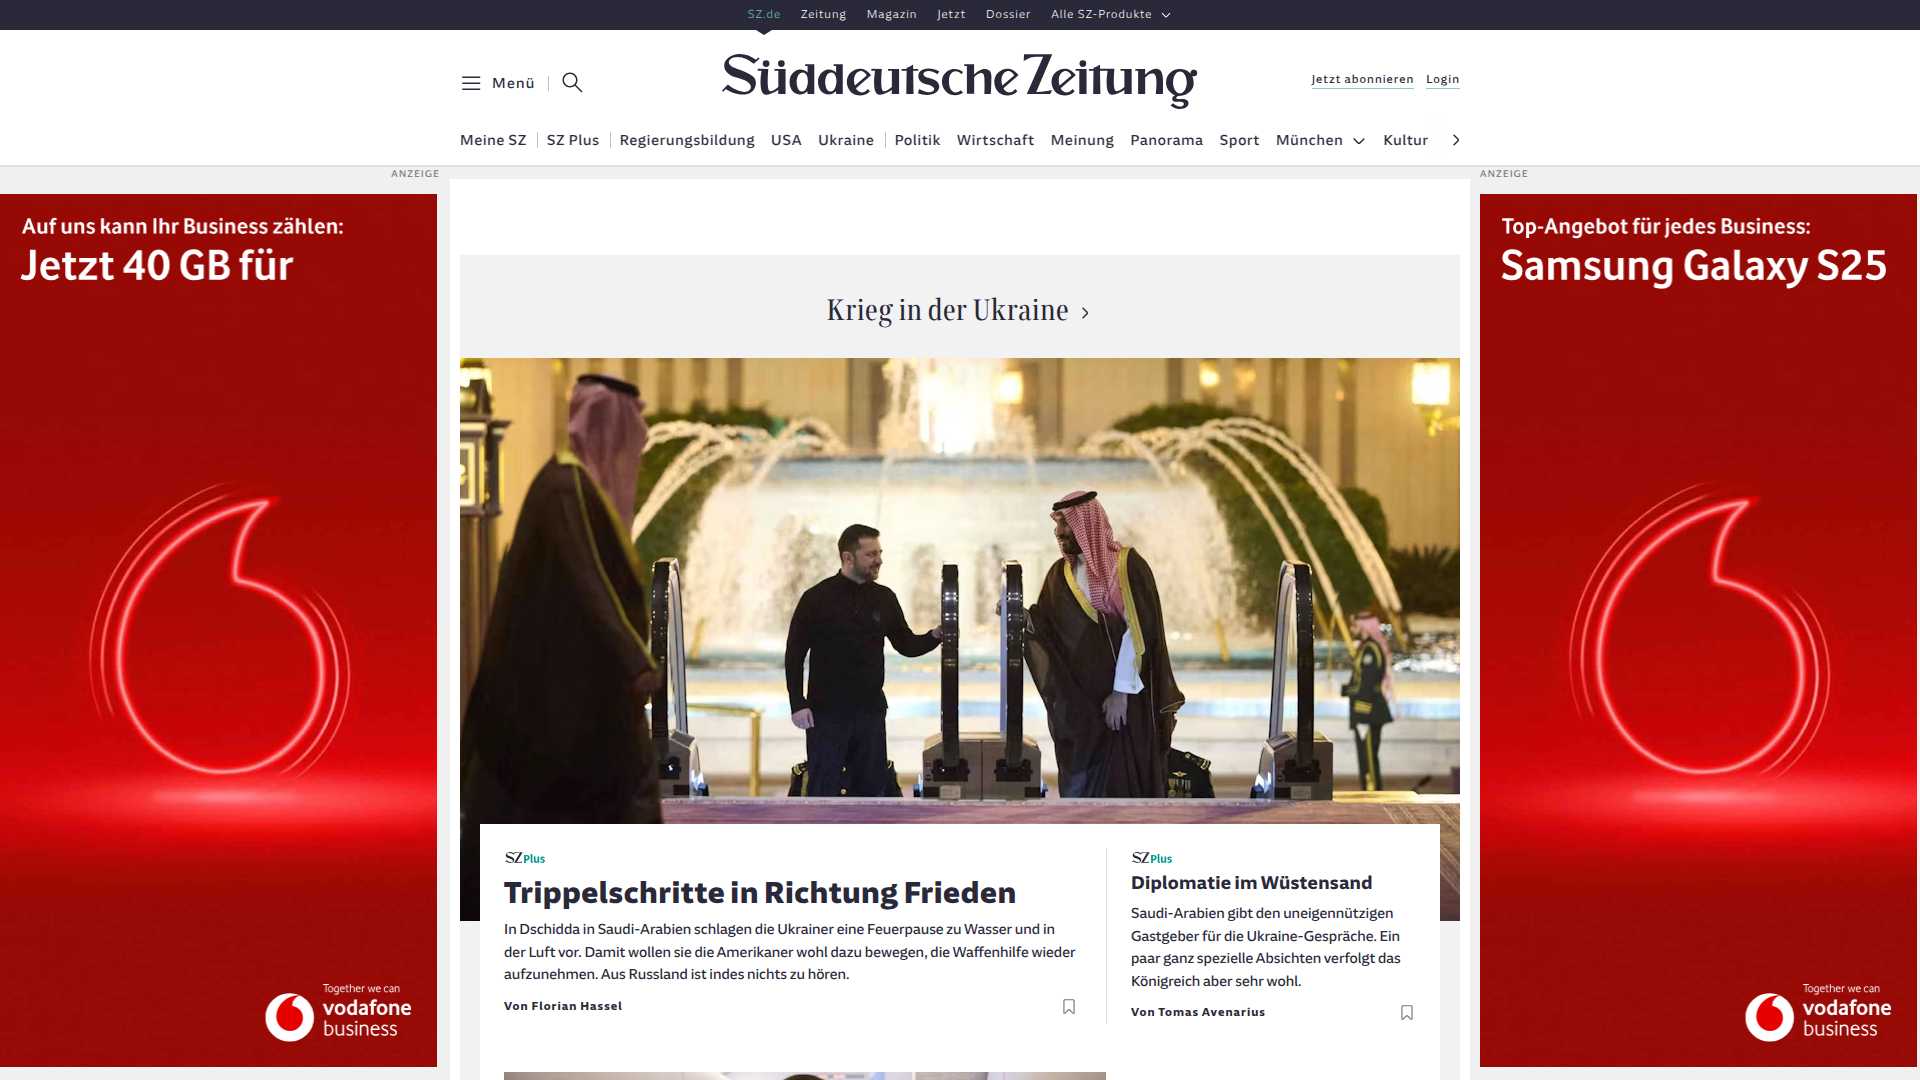 SZ.de Zeitung Magazin Jetzt Dossier Alle SZ-Produkte
Menü
Süddeutsche Zeitung
Jetzt abonnieren Login
Meine SZ SZ Plus Regierungsbildung USA Ukraine Politik Wirtschaft Meinung Panorama Sport München Kultur
ANZEIGE
Auf uns kann Ihr Business zählen:
Jetzt 40 GB für
Together we can
vodafone
business
Krieg in der Ukraine
SZ Plus
Trippelschritte in Richtung Frieden
In Dschidda in Saudi-Arabien schlagen die Ukrainer eine Feuerpause zu Wasser und in
der Luft vor. Damit wollen sie die Amerikaner wohl dazu bewegen, die Waffenhilfe wieder
aufzunehmen. Aus Russland ist indes nichts zu hören.
Von Florian Hassel
SZ Plus
Diplomatie im Wüstensand
Saudi-Arabien gibt den uneigennützigen
Gastgeber für die Ukraine-Gespräche. Ein
paar ganz spezielle Absichten verfolgt das
Königreich aber sehr wohl.
Von Tomas Avenarius
ANZEIGE
Top-Angebot für jedes Business:
Samsung Galaxy S25
Together we can
vodafone
business